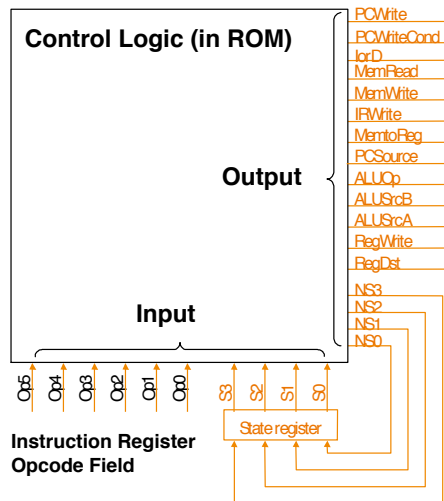 Control Logic (in ROM)
PCWrite
PCWriteCond
IorD
MemRead
MemWrite
IRWrite
MemtoReg
PCSource
Output
ALUOp
ALUSrcB
ALUSrcA
RegWrite
RegDst
NS3
NS2
NS1
NS0
Input
Op5
Op4
Op3
Op2
Op1
Op0
S3
S2
S1
S0
State register
Instruction Register
Opcode Field